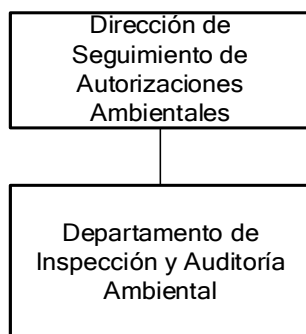 Dirección de
Seguimiento de
Autorizaciones
Ambientales
Departamento de
Inspección y Auditoría
Ambiental